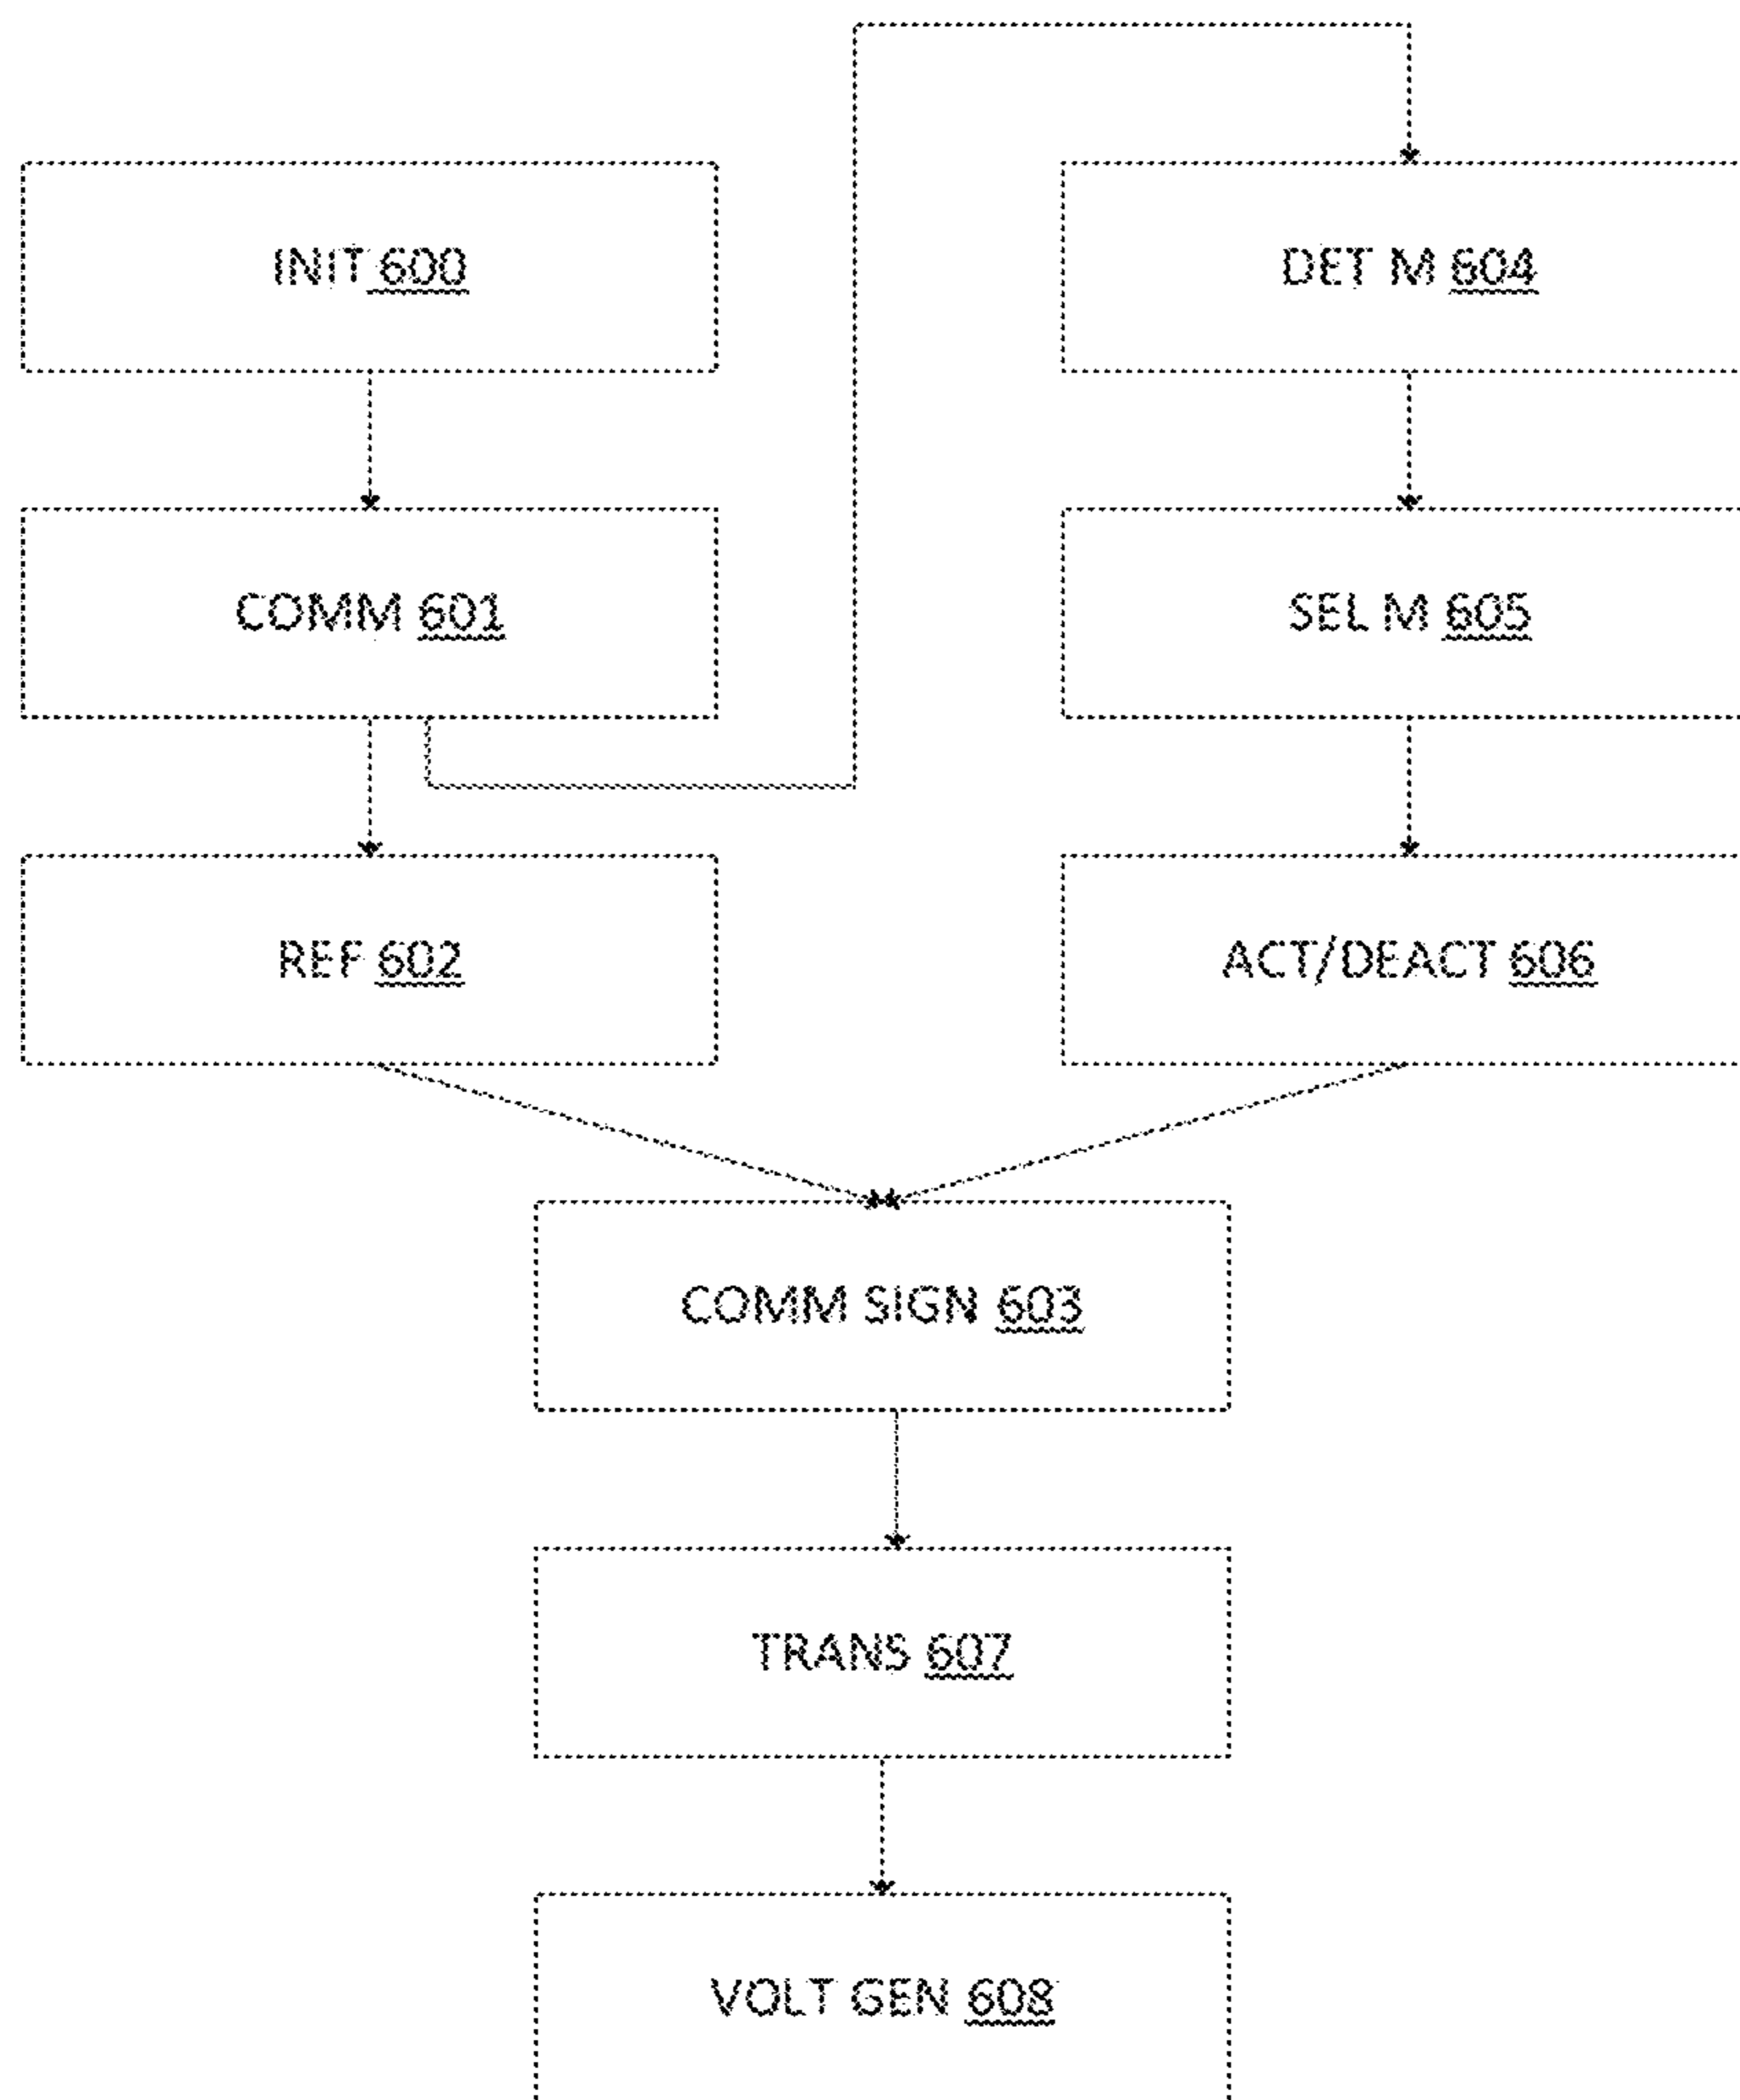 INIT 600
COMM 601
REF 602
DET M 604
SEL M 605
ACT/DEACT 606
COMM SIGN 603
TRANS 607
VOLT GEN 608